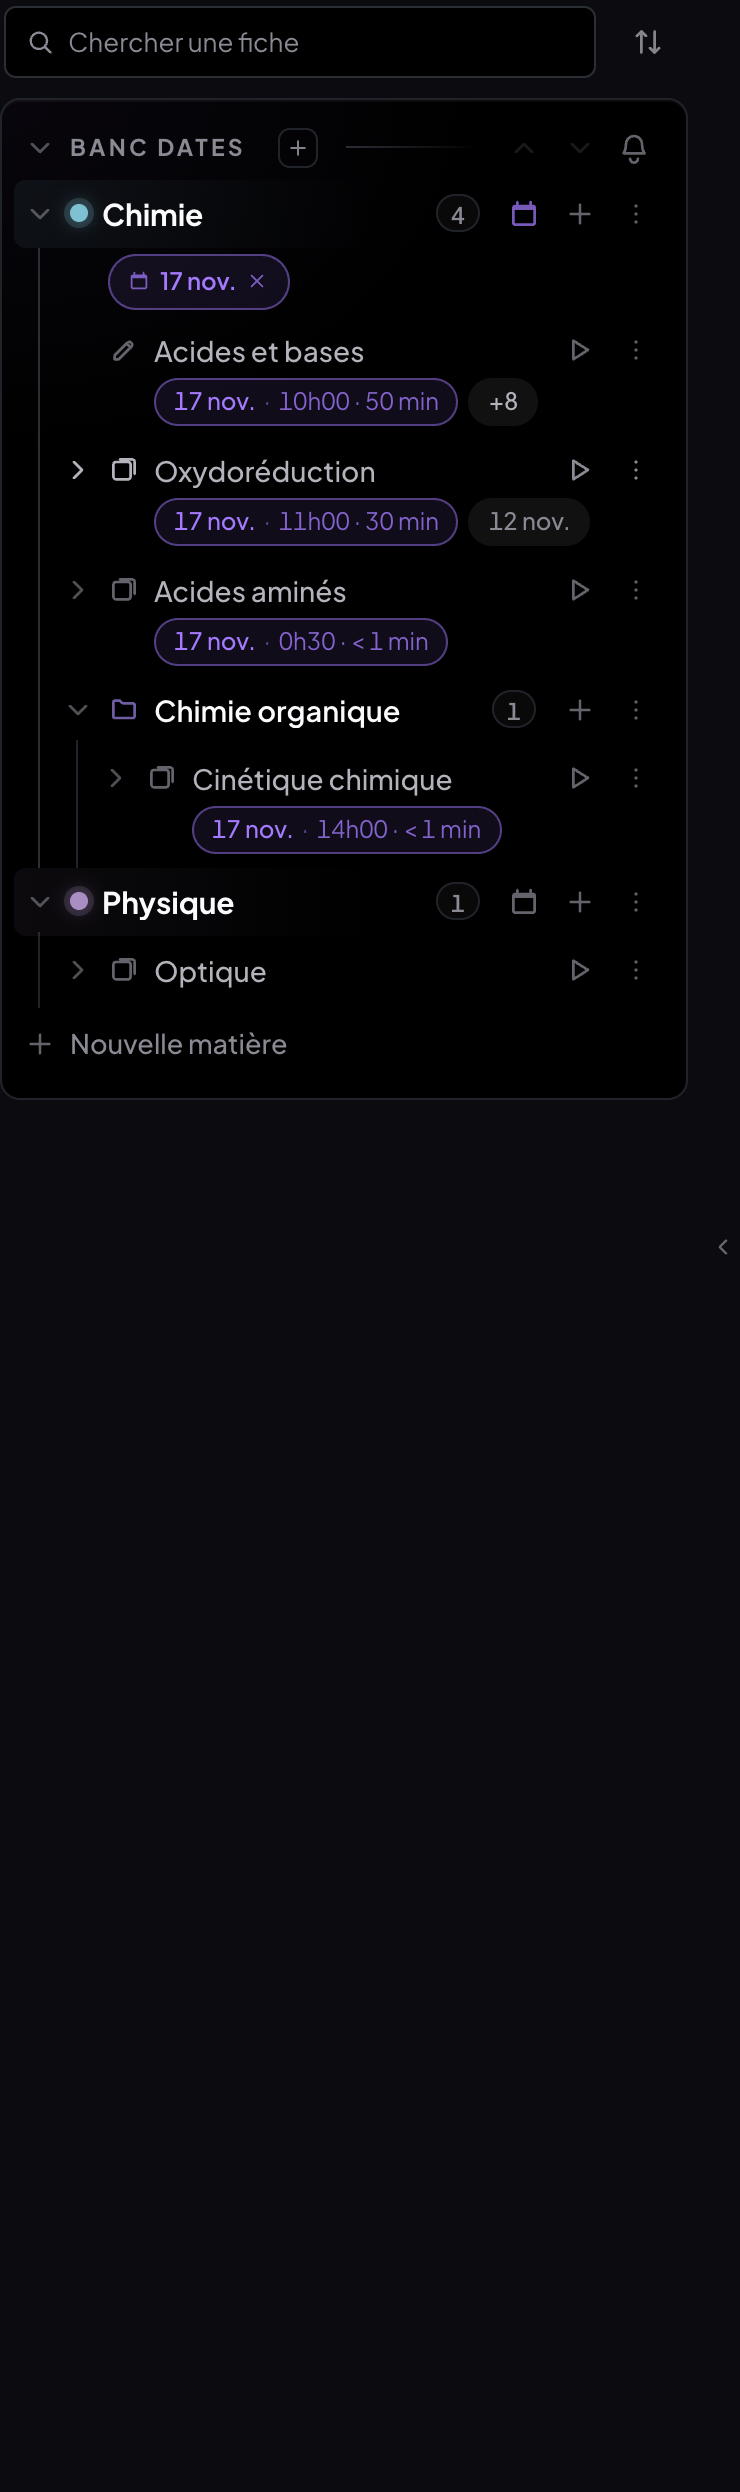 Chercher une fiche
BANC DATES
Chimie 4
17 nov.
Acides et bases
17 nov. · 10h00 · 50 min +8
Oxydoréduction
17 nov. · 11h00 · 30 min 12 nov.
Acides aminés
17 nov. · 0h30 · < 1 min
Chimie organique 1
Cinétique chimique
17 nov. · 14h00 · < 1 min
Physique 1
Optique
Nouvelle matière